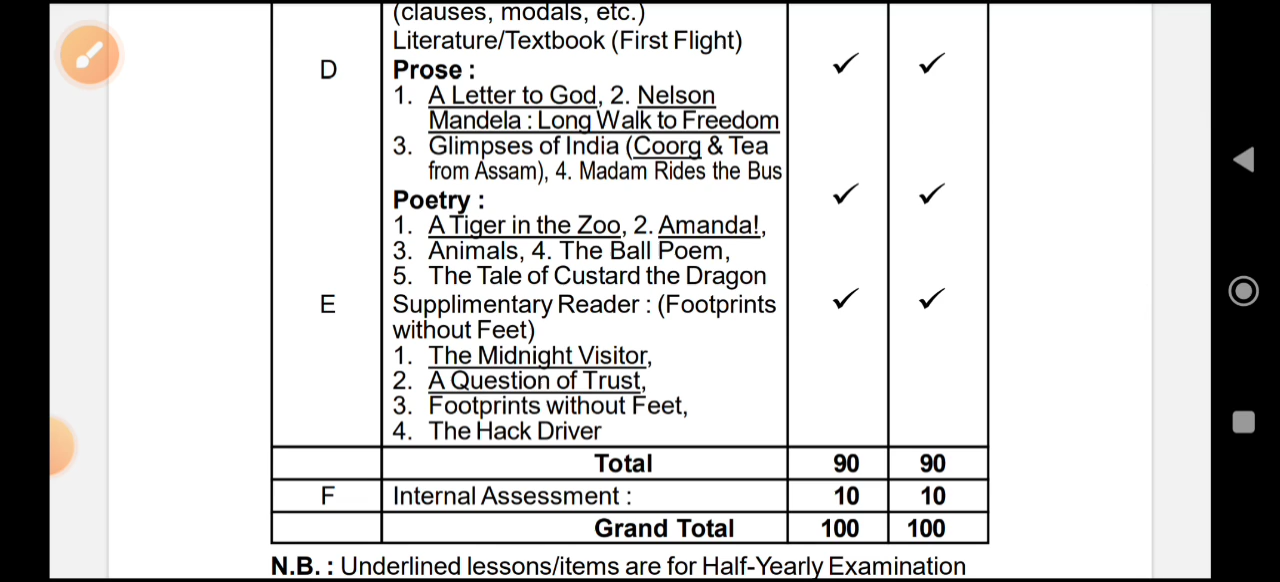 (clauses, modals, etc.)
Literature/Textbook (First Flight)
D Prose : ✓ ✓
1. A Letter to God, 2. Nelson
Mandela : Long Walk to Freedom
3. Glimpses of India (Coorg & Tea
from Assam), 4. Madam Rides the Bus
Poetry : ✓ ✓
1. A Tiger in the Zoo, 2. Amanda!,
3. Animals, 4. The Ball Poem,
5. The Tale of Custard the Dragon
E Supplimentary Reader : (Footprints ✓ ✓
without Feet)
1. The Midnight Visitor,
2. A Question of Trust,
3. Footprints without Feet,
4. The Hack Driver
Total 90 90
F Internal Assessment : 10 10
Grand Total 100 100
N.B. : Underlined lessons/items are for Half-Yearly Examination